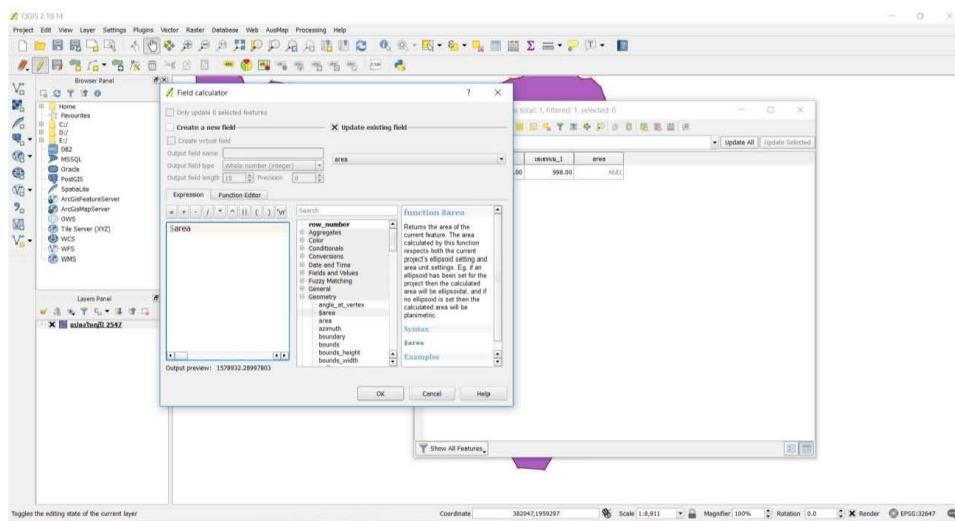 QGIS 2.18.14
Project Edit View Layer Settings Plugins Vector Raster Database Web AusMap Processing Help
Browser Panel
Home
Favourites
C:/
D:/
E:/
DB2
MSSQL
Oracle
PostGIS
SpatiaLite
ArcGisFeatureServer
ArcGisMapServer
OWS
Tile Server (XYZ)
WCS
WFS
WMS
Layers Panel
Field calculator
? ×
Only update 0 selected features
Create a new field
Update existing field
Create virtual field
Output field name
Output field type Whole number (integer)
Output field length 10 Precision 0
area
Expression Function Editor
= + - / * ^ || ( ) '\n'
$area
Output preview: 1578932.28997803
Search
row_number
Aggregates
Color
Conditionals
Conversions
Date and Time
Fields and Values
Fuzzy Matching
General
Geometry
angle_at_vertex
$area
area
azimuth
boundary
bounds
bounds_height
bounds_width
function $area
Returns the area of the
current feature. The area
calculated by this function
respects both the current
project's ellipsoid setting and
area unit settings. Eg. if an
ellipsoid has been set for the
project then the calculated
area will be ellipsoidal, and if
no ellipsoid is set then the
calculated area will be
planimetric.
Syntax
$area
Examples
OK Cancel Help
total: 1, filtered: 1, selected: 0
Update All Update Selected
area
.00 998.00 NULL
Show All Features
Toggles the editing state of the current layer
Coordinate 382047,1959297 Scale 1:8,911 Magnifier 100% Rotation 0.0 Render EPSG:32647